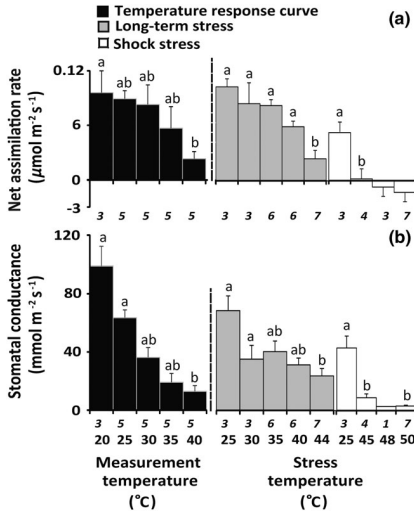 Temperature response curve
Long-term stress
Shock stress
(a)
Net assimilation rate
(μmol m⁻² s⁻¹)
0.12
6
0
-3
a ab ab ab b
a a a a b
a b
3 5 5 5 5 3 3 6 6 7 3 4 3 7
(b)
Stomatal conductance
(mmol m⁻² s⁻¹)
120
80
40
0
a a ab ab b
a ab ab ab b
a b b
3 5 5 5 5 3 3 6 6 7 3 4 1 7
20 25 30 35 40 25 30 35 40 44 25 45 48 50
Measurement
temperature
(°C)
Stress
temperature
(°C)